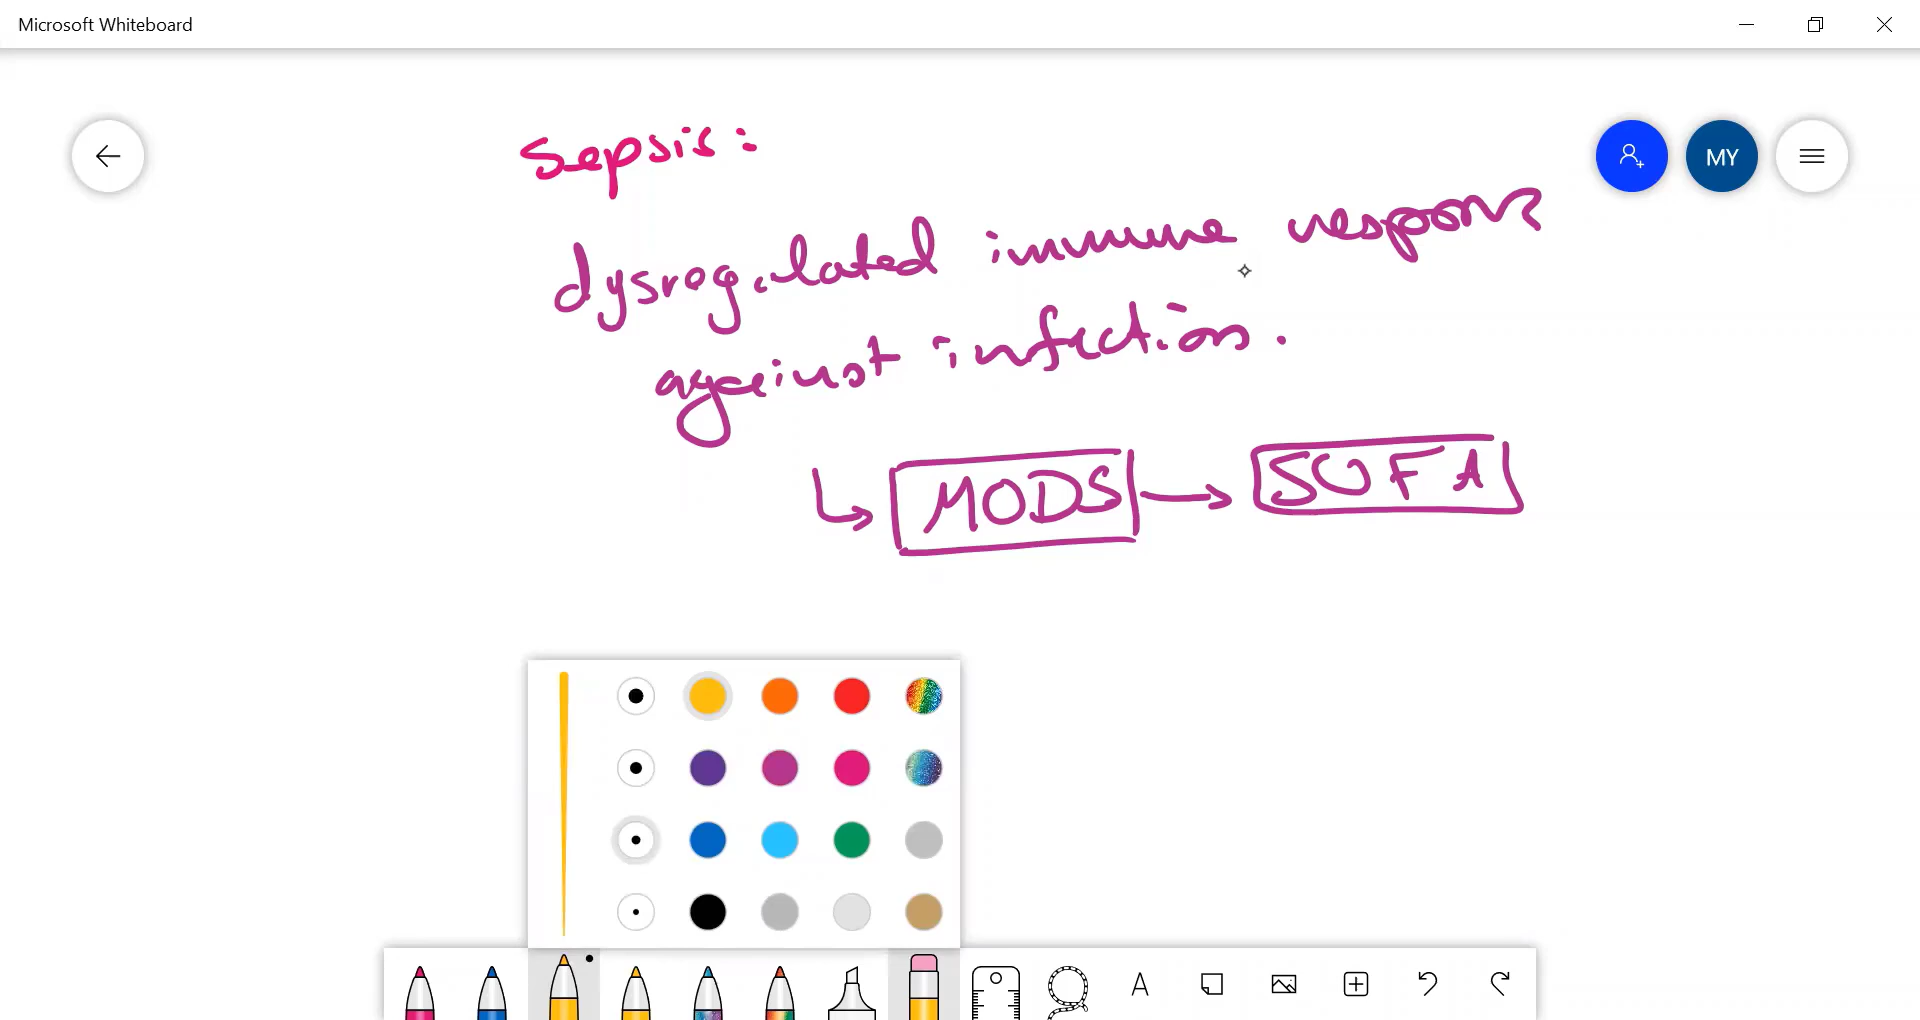 Microsoft Whiteboard
MY
Sepsis:
dysregulated immune response
against infection.
MODS → SOFA
A